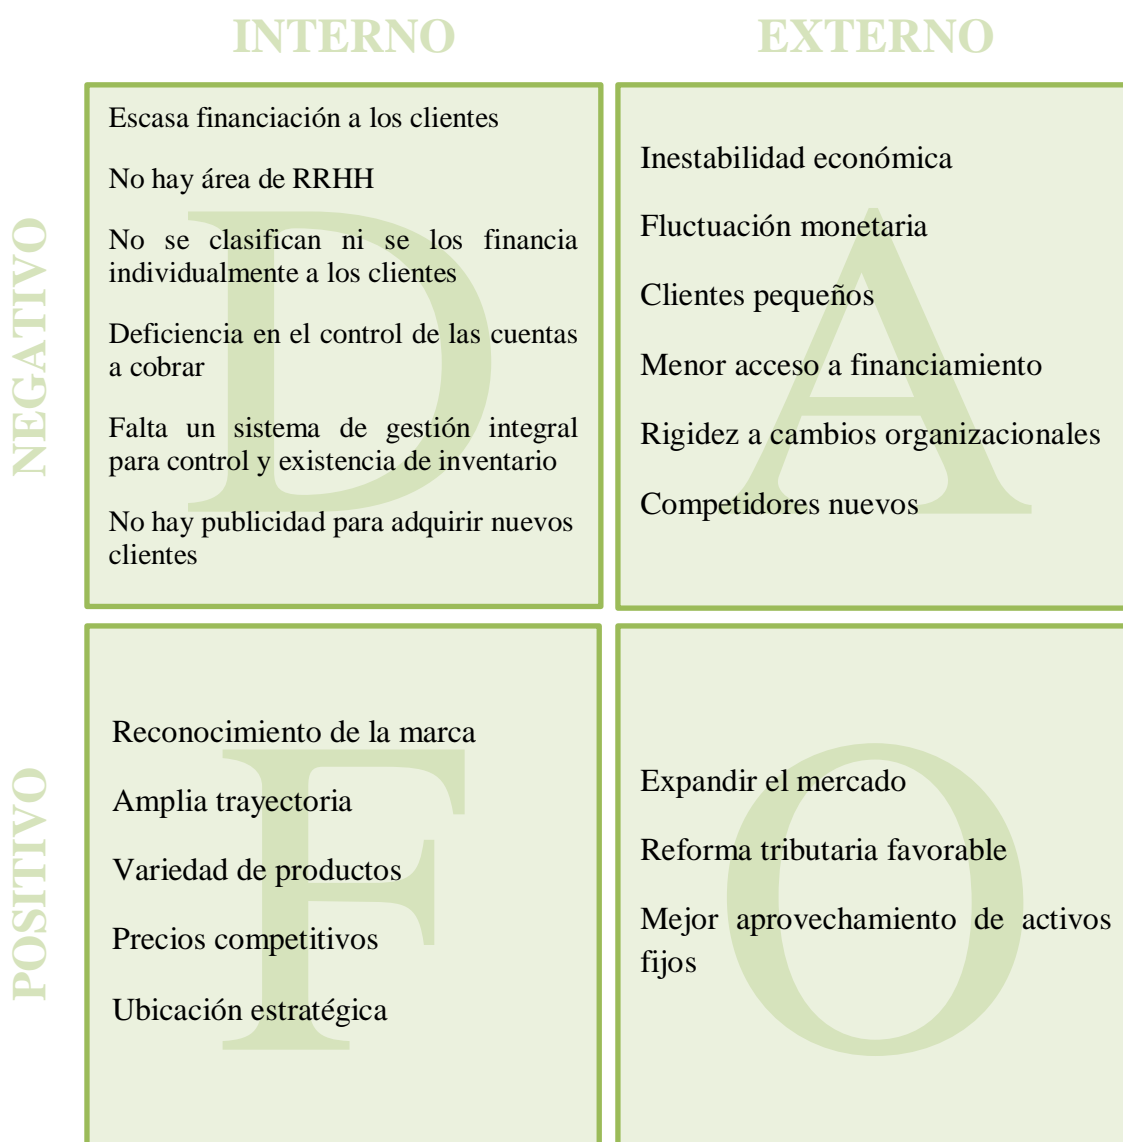 INTERNO
EXTERNO
NEGATIVO
D
Escasa financiación a los clientes
No hay área de RRHH
No se clasifican ni se los financia
individualmente a los clientes
Deficiencia en el control de las cuentas
a cobrar
Falta un sistema de gestión integral
para control y existencia de inventario
No hay publicidad para adquirir nuevos
clientes
A
Inestabilidad económica
Fluctuación monetaria
Clientes pequeños
Menor acceso a financiamiento
Rigidez a cambios organizacionales
Competidores nuevos
POSITIVO
F
Reconocimiento de la marca
Amplia trayectoria
Variedad de productos
Precios competitivos
Ubicación estratégica
O
Expandir el mercado
Reforma tributaria favorable
Mejor aprovechamiento de activos
fijos